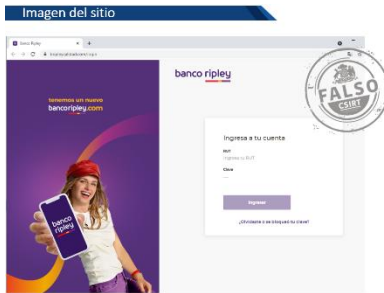 Imagen del sitio
Banco Ripley
banco ripley
tenemos un nuevo
bancoripley.com
FALSO
CSIRT
Ingresa a tu cuenta
RUT
Ingresa tu RUT
Clave
Ingresar
¿Olvidaste o se bloqueó tu clave?
banco
ripley